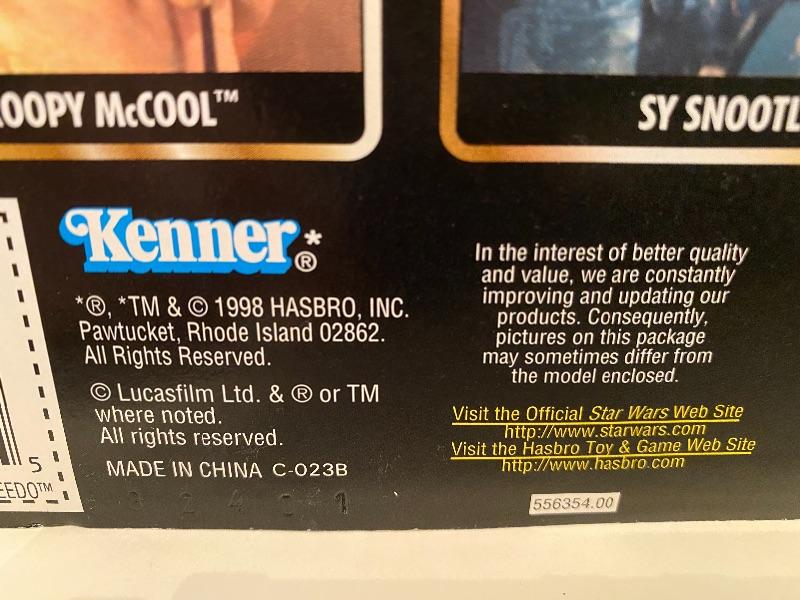 OOPY McCOOL™
SY SNOOTL
Kenner®*
*®, *TM & © 1998 HASBRO, INC.
Pawtucket, Rhode Island 02862.
All Rights Reserved.
© Lucasfilm Ltd. & ® or TM
where noted.
All rights reserved.
MADE IN CHINA C-023B
5
EEDO™
In the interest of better quality
and value, we are constantly
improving and updating our
products. Consequently,
pictures on this package
may sometimes differ from
the model enclosed.
Visit the Official Star Wars Web Site
http://www.starwars.com
Visit the Hasbro Toy & Game Web Site
http://www.hasbro.com
556354.00